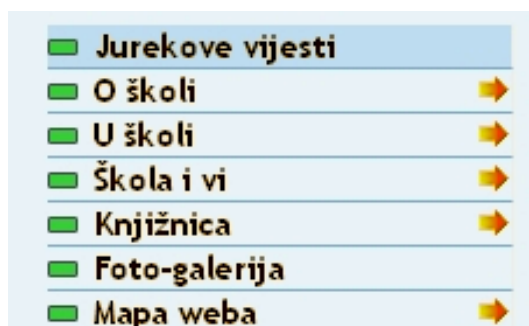 Jurekove vijesti
O školi
U školi
Škola i vi
Knjižnica
Foto-galerija
Mapa weba